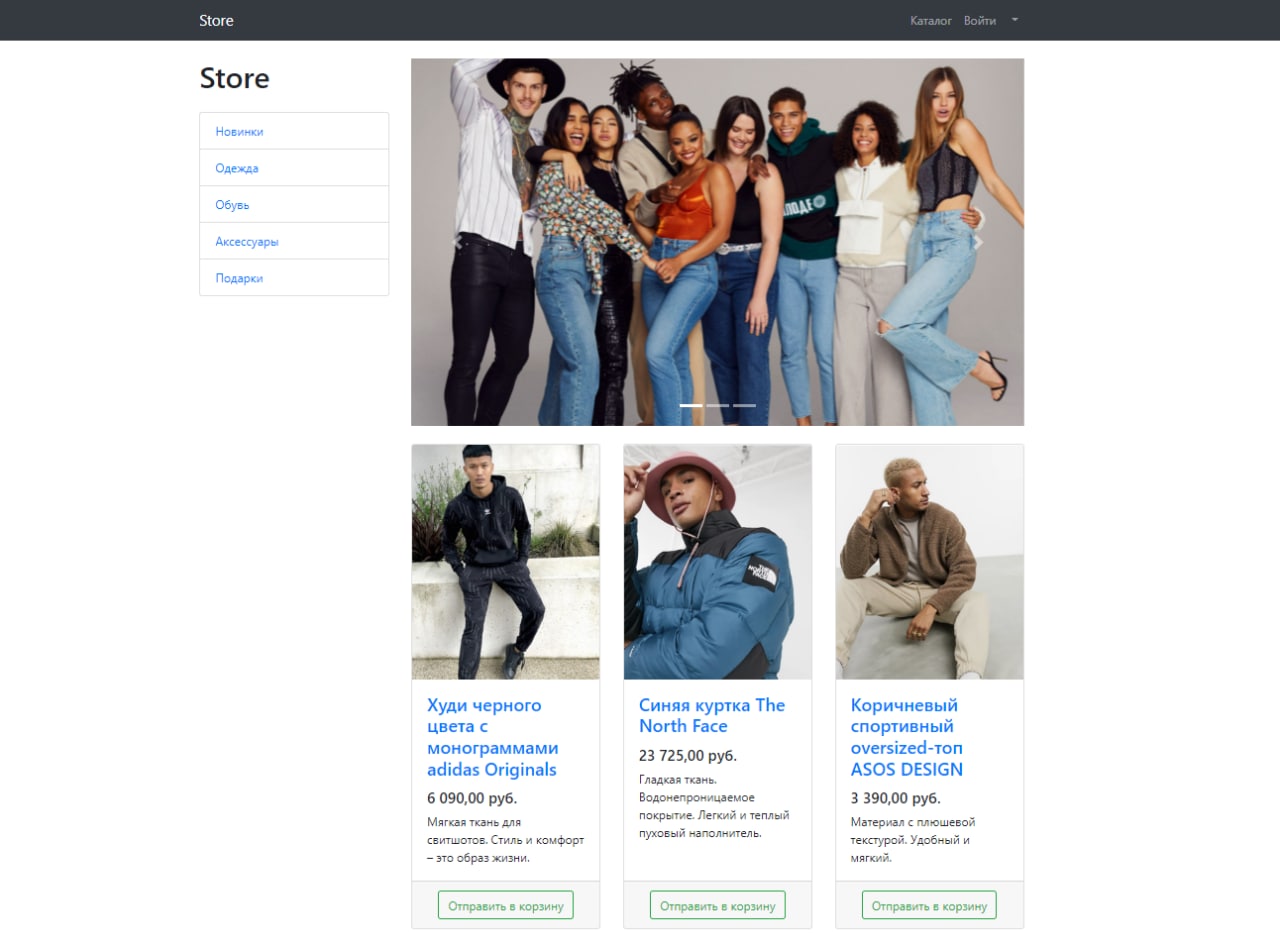 Store
Каталог
Войти
Store
Новинки
Одежда
Обувь
Аксессуары
Подарки
THE
NORTH
FACE
Худи черного
цвета с
монограммами
adidas Originals
6 090,00 руб.
Мягкая ткань для
свитшотов. Стиль и комфорт
– это образ жизни.
Отправить в корзину
Синяя куртка The
North Face
23 725,00 руб.
Гладкая ткань.
Водонепроницаемое
покрытие. Легкий и теплый
пуховый наполнитель.
Отправить в корзину
Коричневый
спортивный
oversized-топ
ASOS DESIGN
3 390,00 руб.
Материал с плюшевой
текстурой. Удобный и
мягкий.
Отправить в корзину